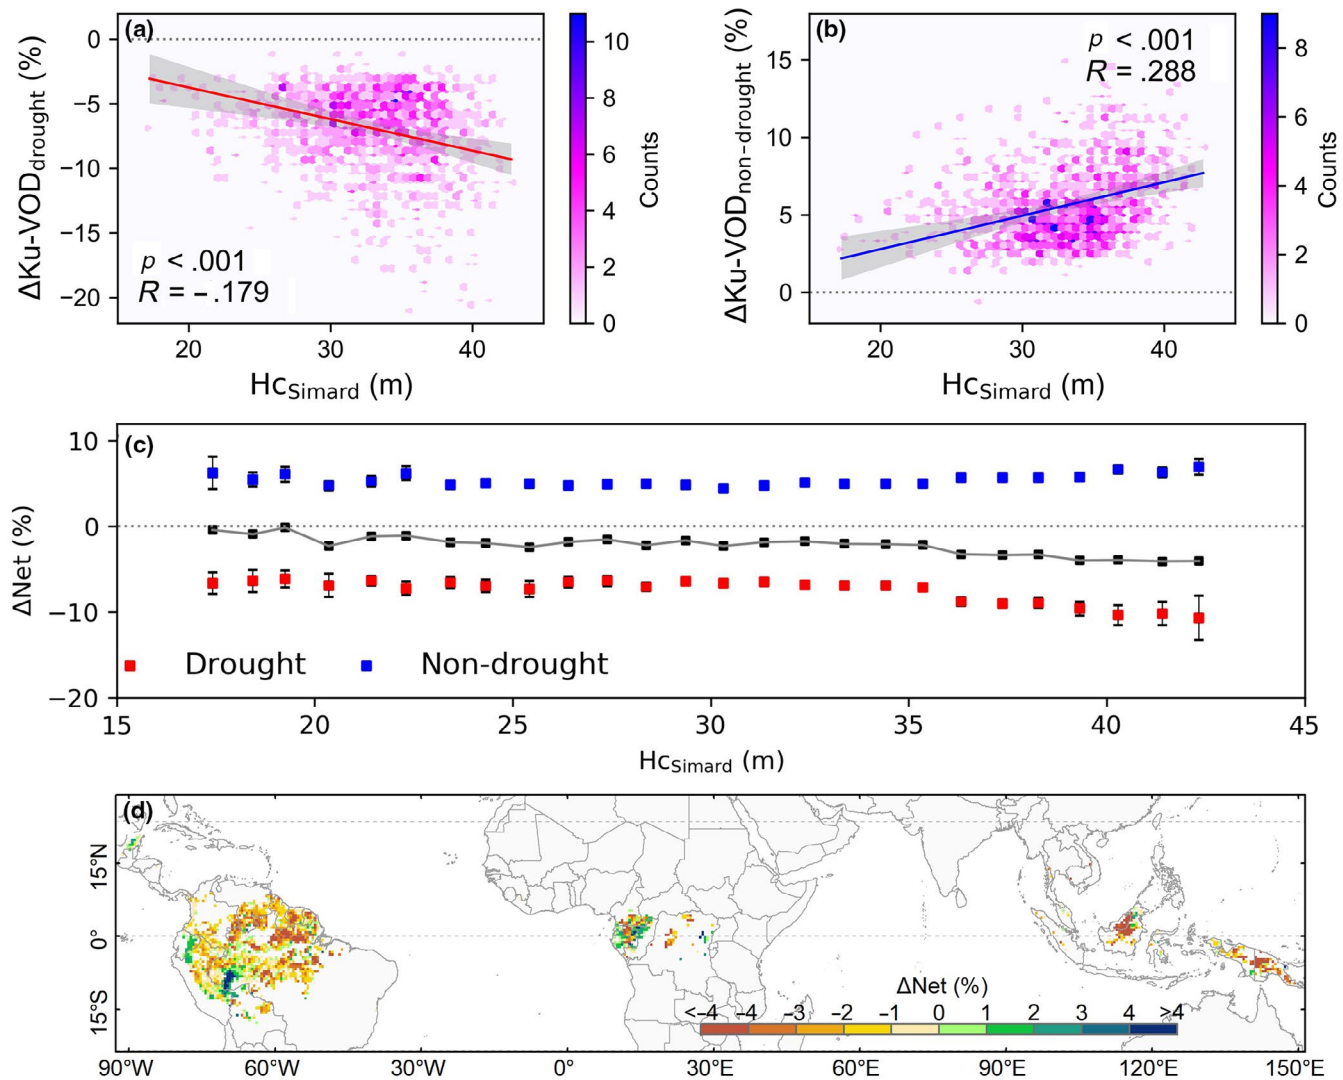 (a)
ΔKu-VOD_drought (%)
0
−5
−10
−15
−20
p < .001
R = −.179
20 30 40
Hc_Simard (m)
10
8
6
4
2
0
Counts
(b)
ΔKu-VOD_non-drought (%)
15
10
5
0
p < .001
R = .288
20 30 40
Hc_Simard (m)
8
6
4
2
0
Counts
(c)
ΔNet (%)
10
0
−10
−20
Drought Non-drought
15 20 25 30 35 40 45
Hc_Simard (m)
(d)
15°N
0°
15°S
ΔNet (%)
<−4 −4 −3 −2 −1 0 1 2 3 4 >4
90°W 60°W 30°W 0° 30°E 60°E 90°E 120°E 150°E